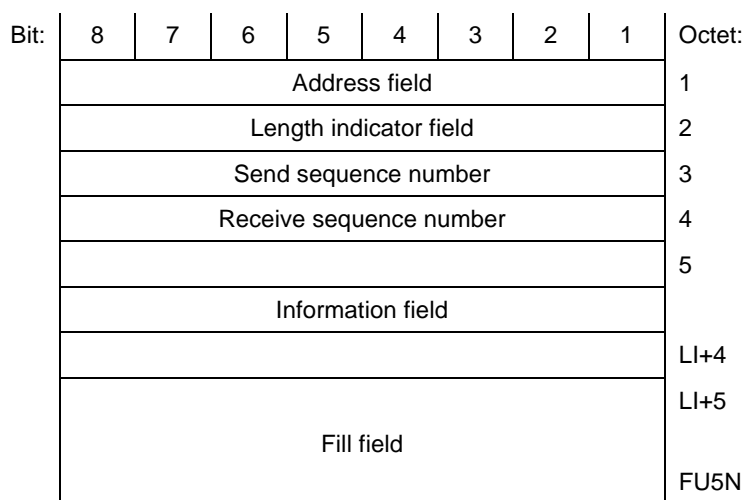 Bit: 8 7 6 5 4 3 2 1 Octet:
Address field 1
Length indicator field 2
Send sequence number 3
Receive sequence number 4
5
Information field
LI+4
LI+5
Fill field
FU5N